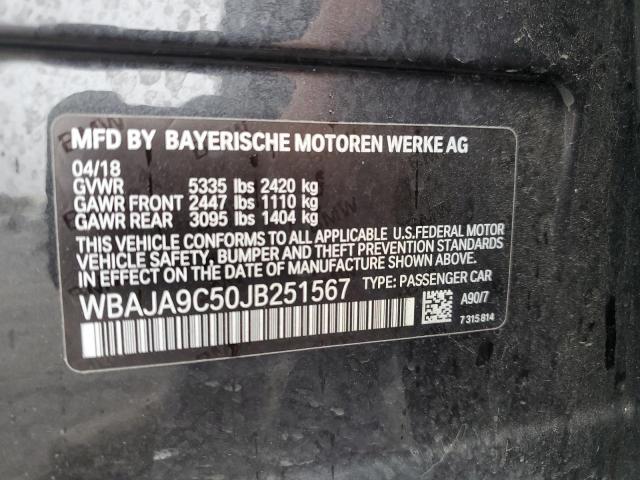 MFD BY BAYERISCHE MOTOREN WERKE AG
04/18
GVWR 5335 lbs 2420 kg
GAWR FRONT 2447 lbs 1110 kg
GAWR REAR 3095 lbs 1404 kg
THIS VEHICLE CONFORMS TO ALL APPLICABLE U.S.FEDERAL MOTOR
VEHICLE SAFETY, BUMPER AND THEFT PREVENTION STANDARDS
IN EFFECT ON THE DATE OF MANUFACTURE SHOWN ABOVE.
WBAJA9C50JB251567 TYPE: PASSENGER CAR
A90/7
7315814